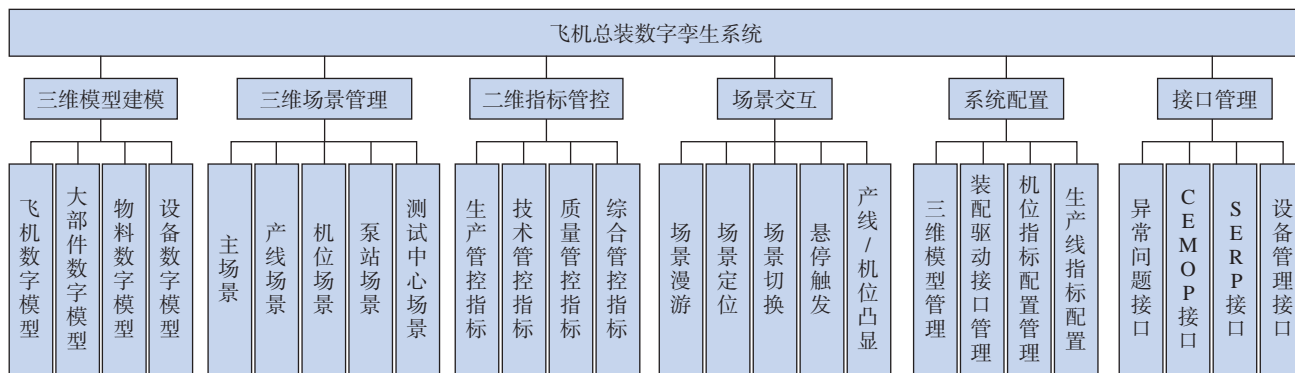 飞机总装数字孪生系统
三维模型建模
三维场景管理
二维指标管控
场景交互
系统配置
接口管理
飞机数字模型
大部件数字模型
物料数字模型
设备数字模型
主场景
产线场景
机位场景
泵站场景
测试中心场景
生产管控指标
技术管控指标
质量管控指标
综合管控指标
场景漫游
场景定位
场景切换
悬停触发
产线/机位凸显
三维模型管理
装配驱动接口管理
机位指标配置管理
生产线指标配置
异常问题接口
CEMOP接口
SERP接口
设备管理接口